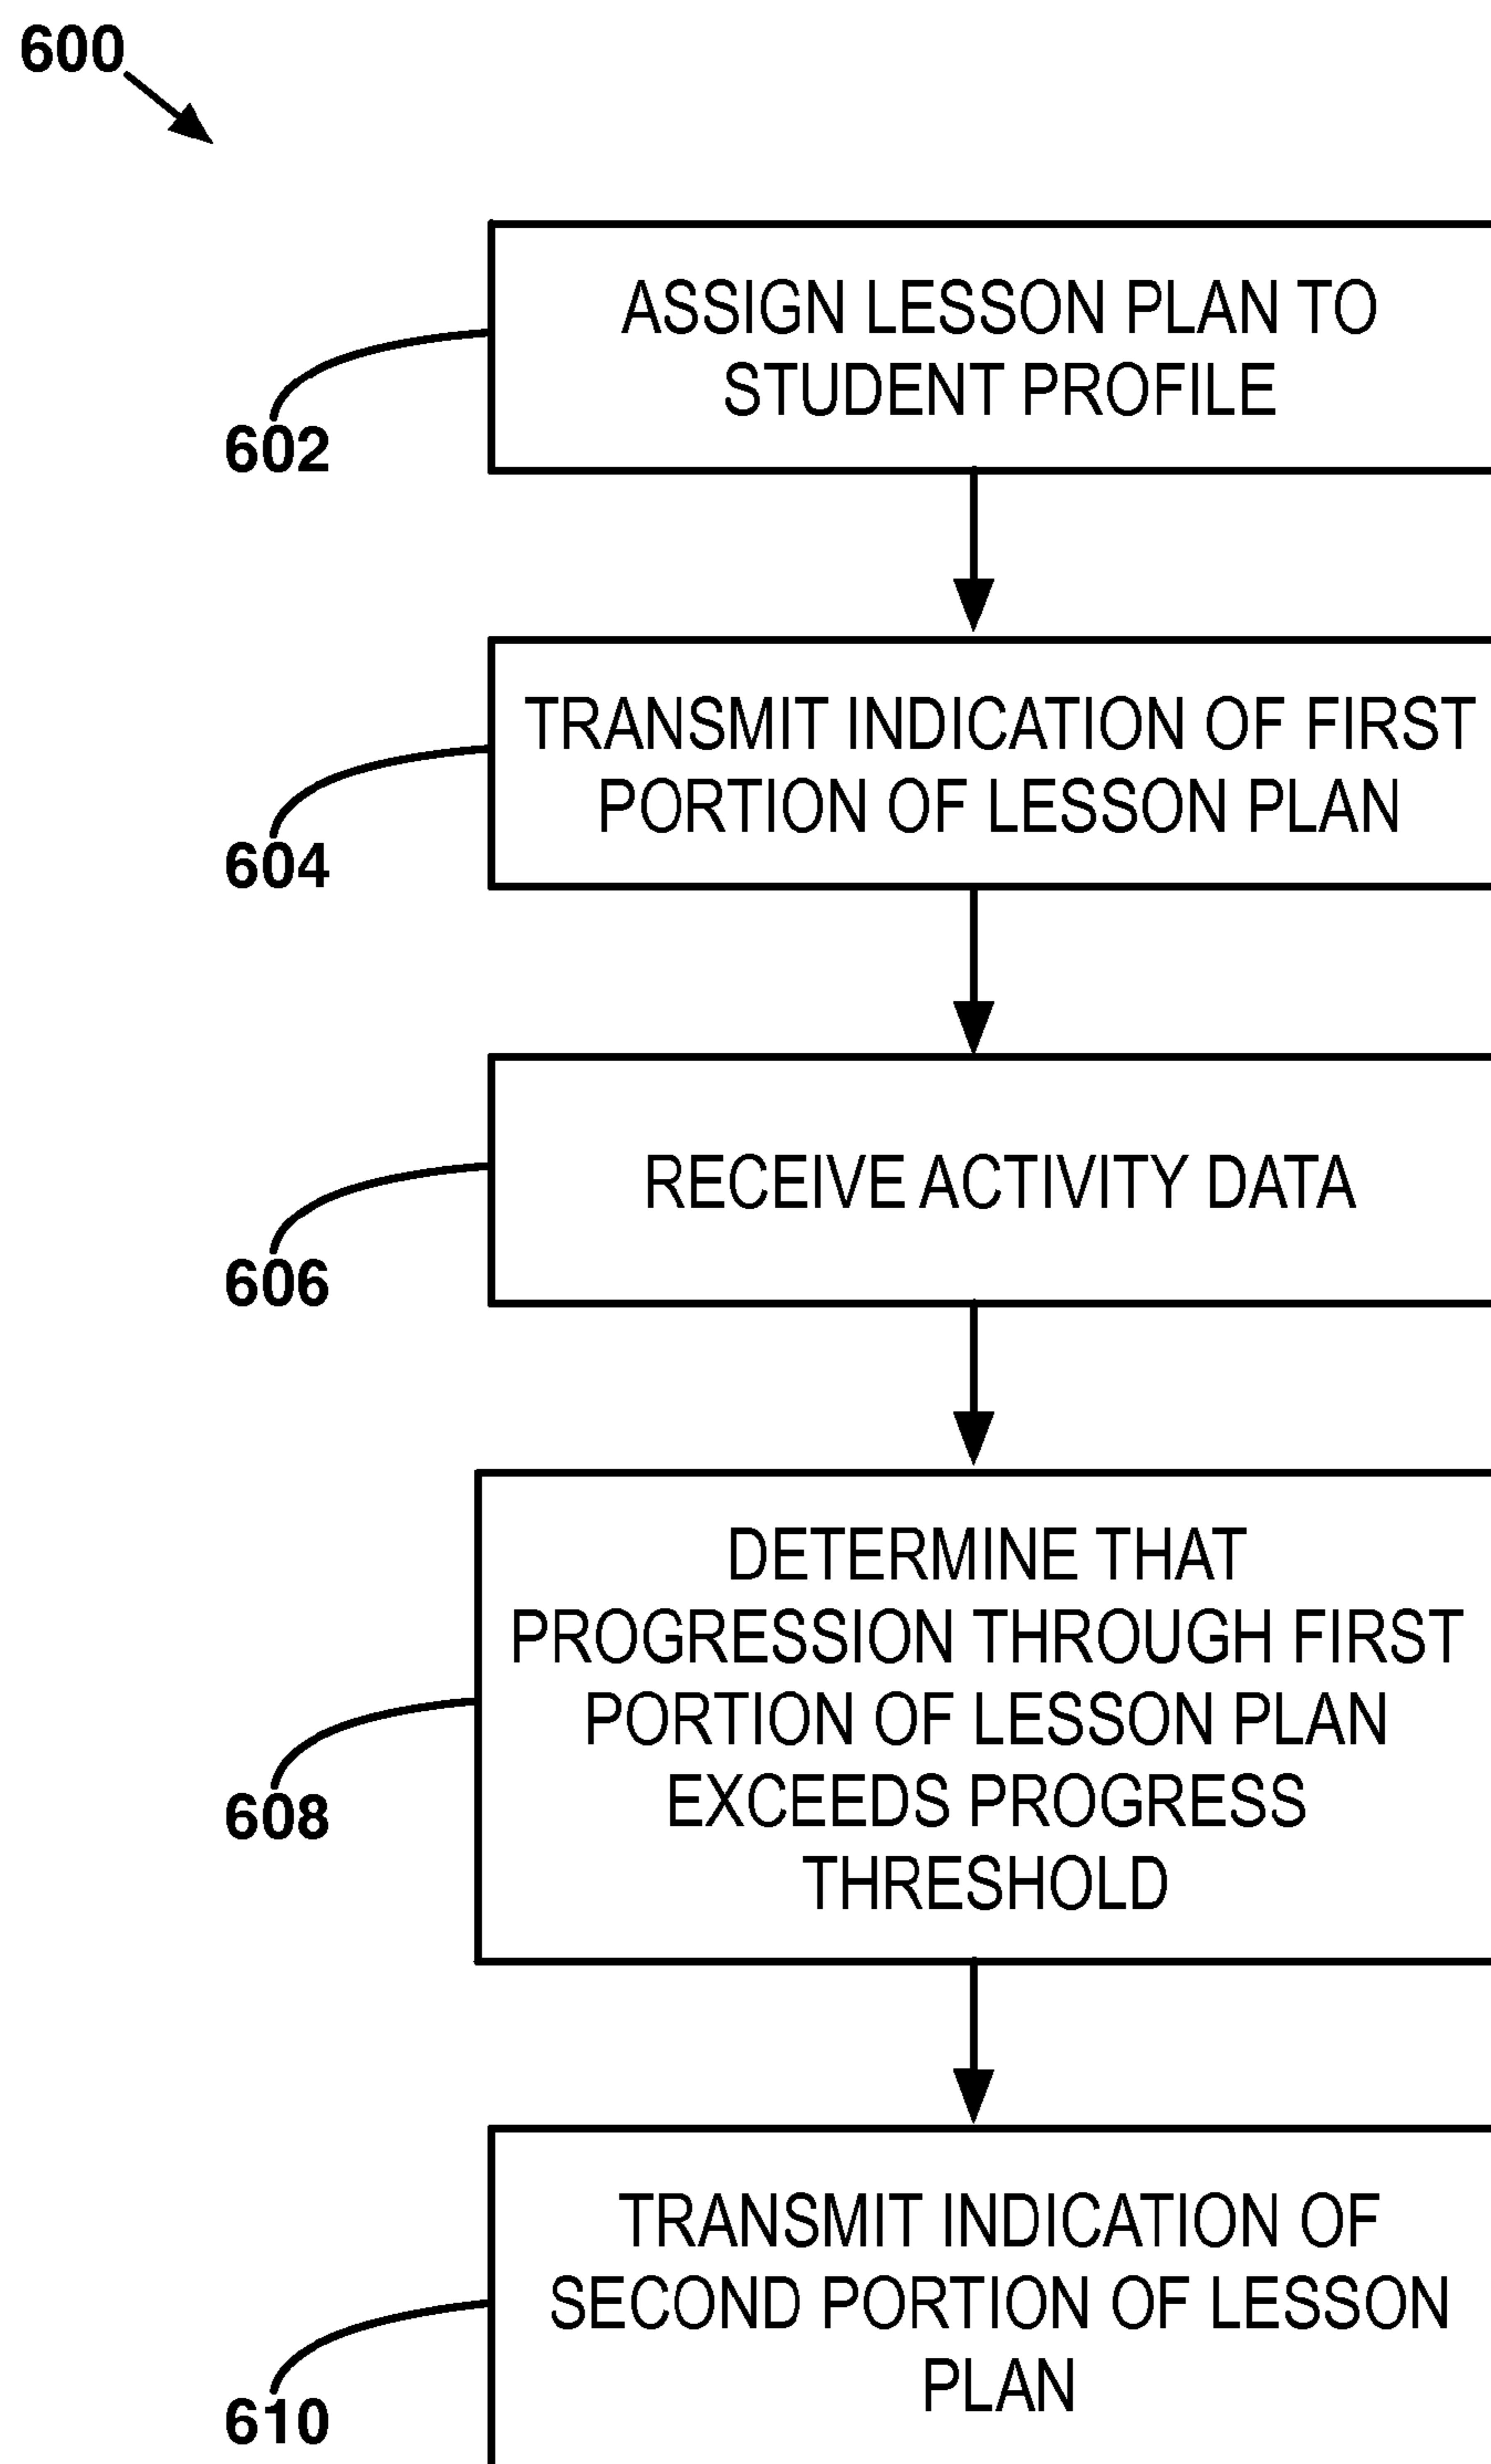 600
ASSIGN LESSON PLAN TO
STUDENT PROFILE
602
TRANSMIT INDICATION OF FIRST
PORTION OF LESSON PLAN
604
RECEIVE ACTIVITY DATA
606
DETERMINE THAT
PROGRESSION THROUGH FIRST
PORTION OF LESSON PLAN
EXCEEDS PROGRESS
THRESHOLD
608
TRANSMIT INDICATION OF
SECOND PORTION OF LESSON
PLAN
610